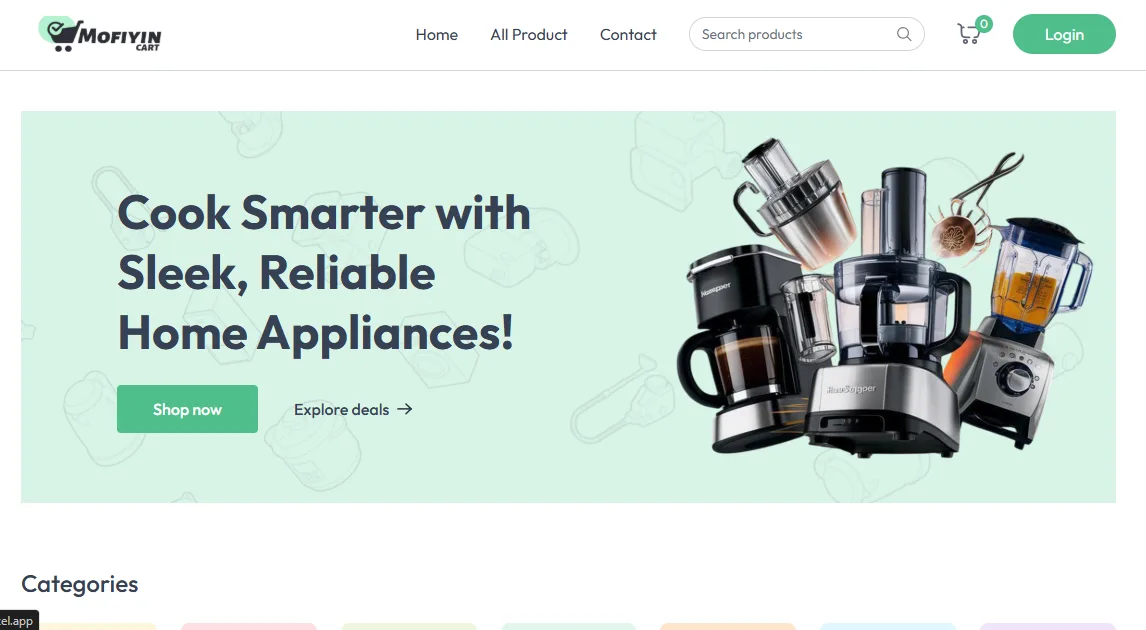 MOFIYIN
CART
Home
All Product
Contact
Search products
0
Login
Cook Smarter with
Sleek, Reliable
Home Appliances!
Shop now
Explore deals →
Categories
cel.app